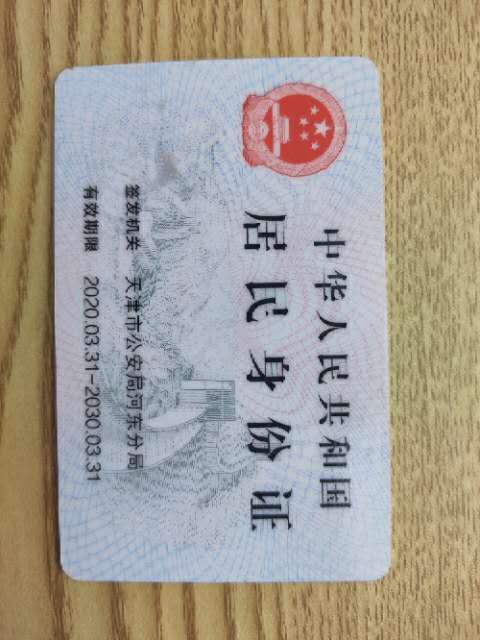 中华人民共和国
居民身份证
签发机关 天津市公安局河东分局
有效期限 2020.03.31-2030.03.31